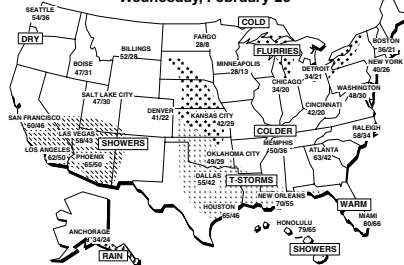 Wednesday, February 26
SEATTLE
54/36
DRY
COLD
FARGO
28/8
BILLINGS
52/28
FLURRIES
BOSTON
36/21
BOISE
47/31
MINNEAPOLIS
28/13
DETROIT
34/21
NEW YORK
40/26
CHICAGO
34/20
WASHINGTON
48/30
SALT LAKE CITY
47/30
DENVER
41/22
KANSAS CITY
42/29
CINCINNATI
42/20
SAN FRANCISCO
60/46
COLDER
RALEIGH
58/34
LAS VEGAS
58/43
SHOWERS
MEMPHIS
50/36
LOS ANGELES
62/50
PHOENIX
65/50
OKLAHOMA CITY
49/29
ATLANTA
63/42
DALLAS
55/42
T-STORMS
NEW ORLEANS
70/55
HOUSTON
65/46
WARM
MIAMI
80/66
ANCHORAGE
34/24
HONOLULU
79/65
RAIN
SHOWERS